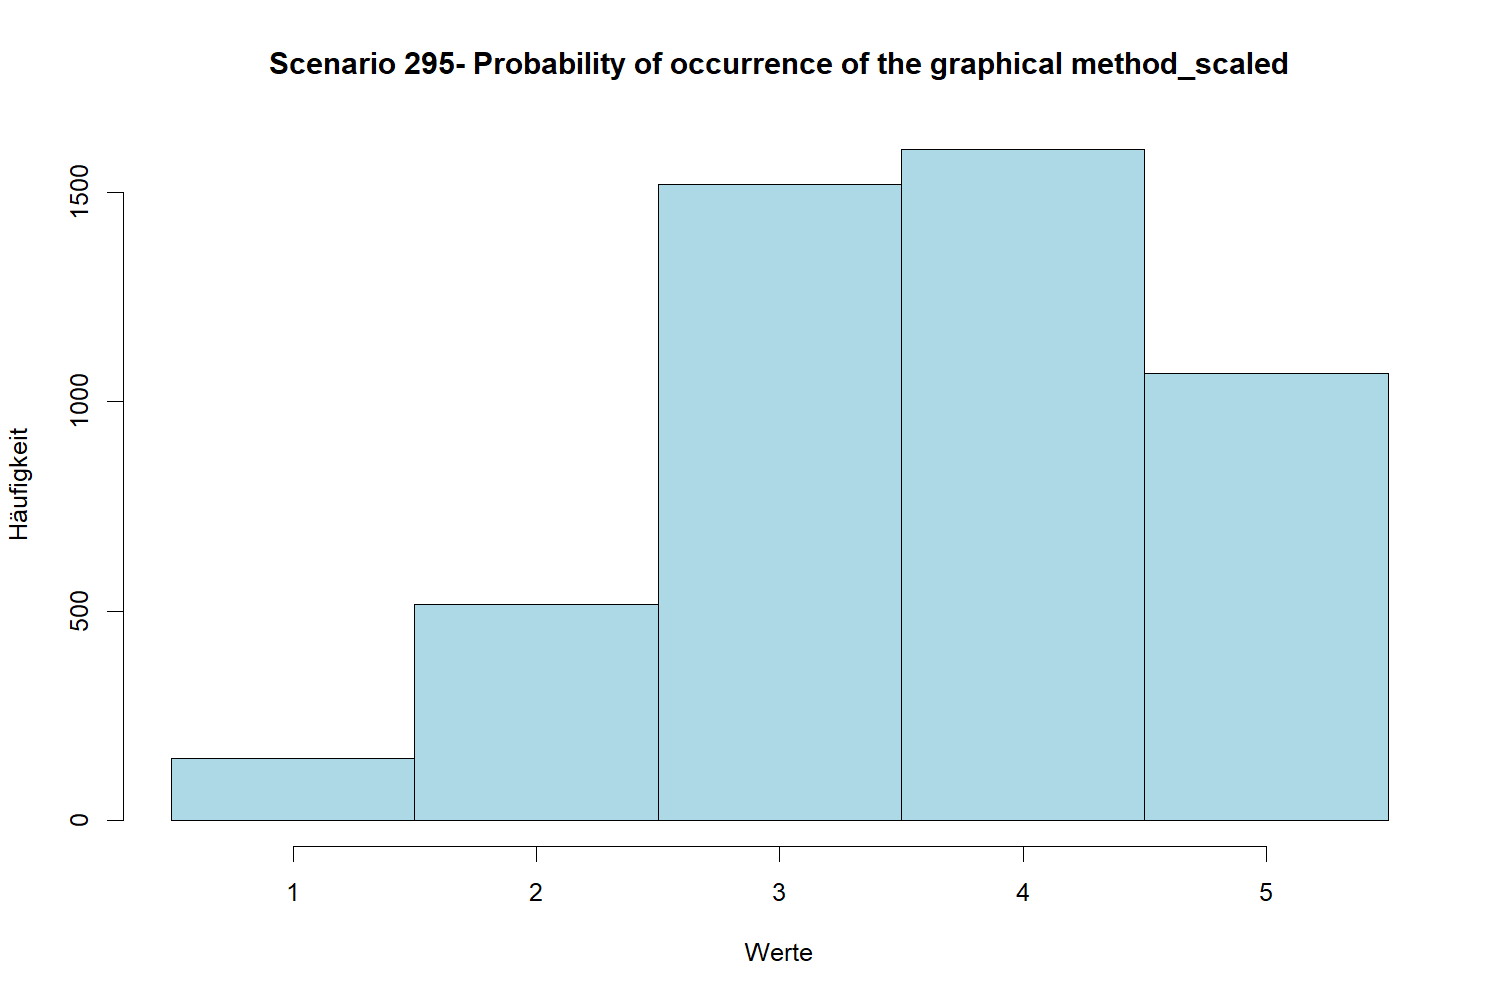 Scenario 295- Probability of occurrence of the graphical method_scaled
Häufigkeit
1500
1000
500
0
1 2 3 4 5
Werte